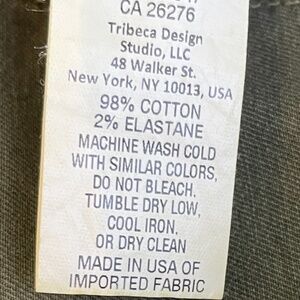 CA 26276
Tribeca Design
Studio, LLC
48 Walker St.
New York, NY 10013, USA
98% COTTON
2% ELASTANE
MACHINE WASH COLD
WITH SIMILAR COLORS,
DO NOT BLEACH.
TUMBLE DRY LOW,
COOL IRON.
OR DRY CLEAN
MADE IN USA OF
IMPORTED FABRIC